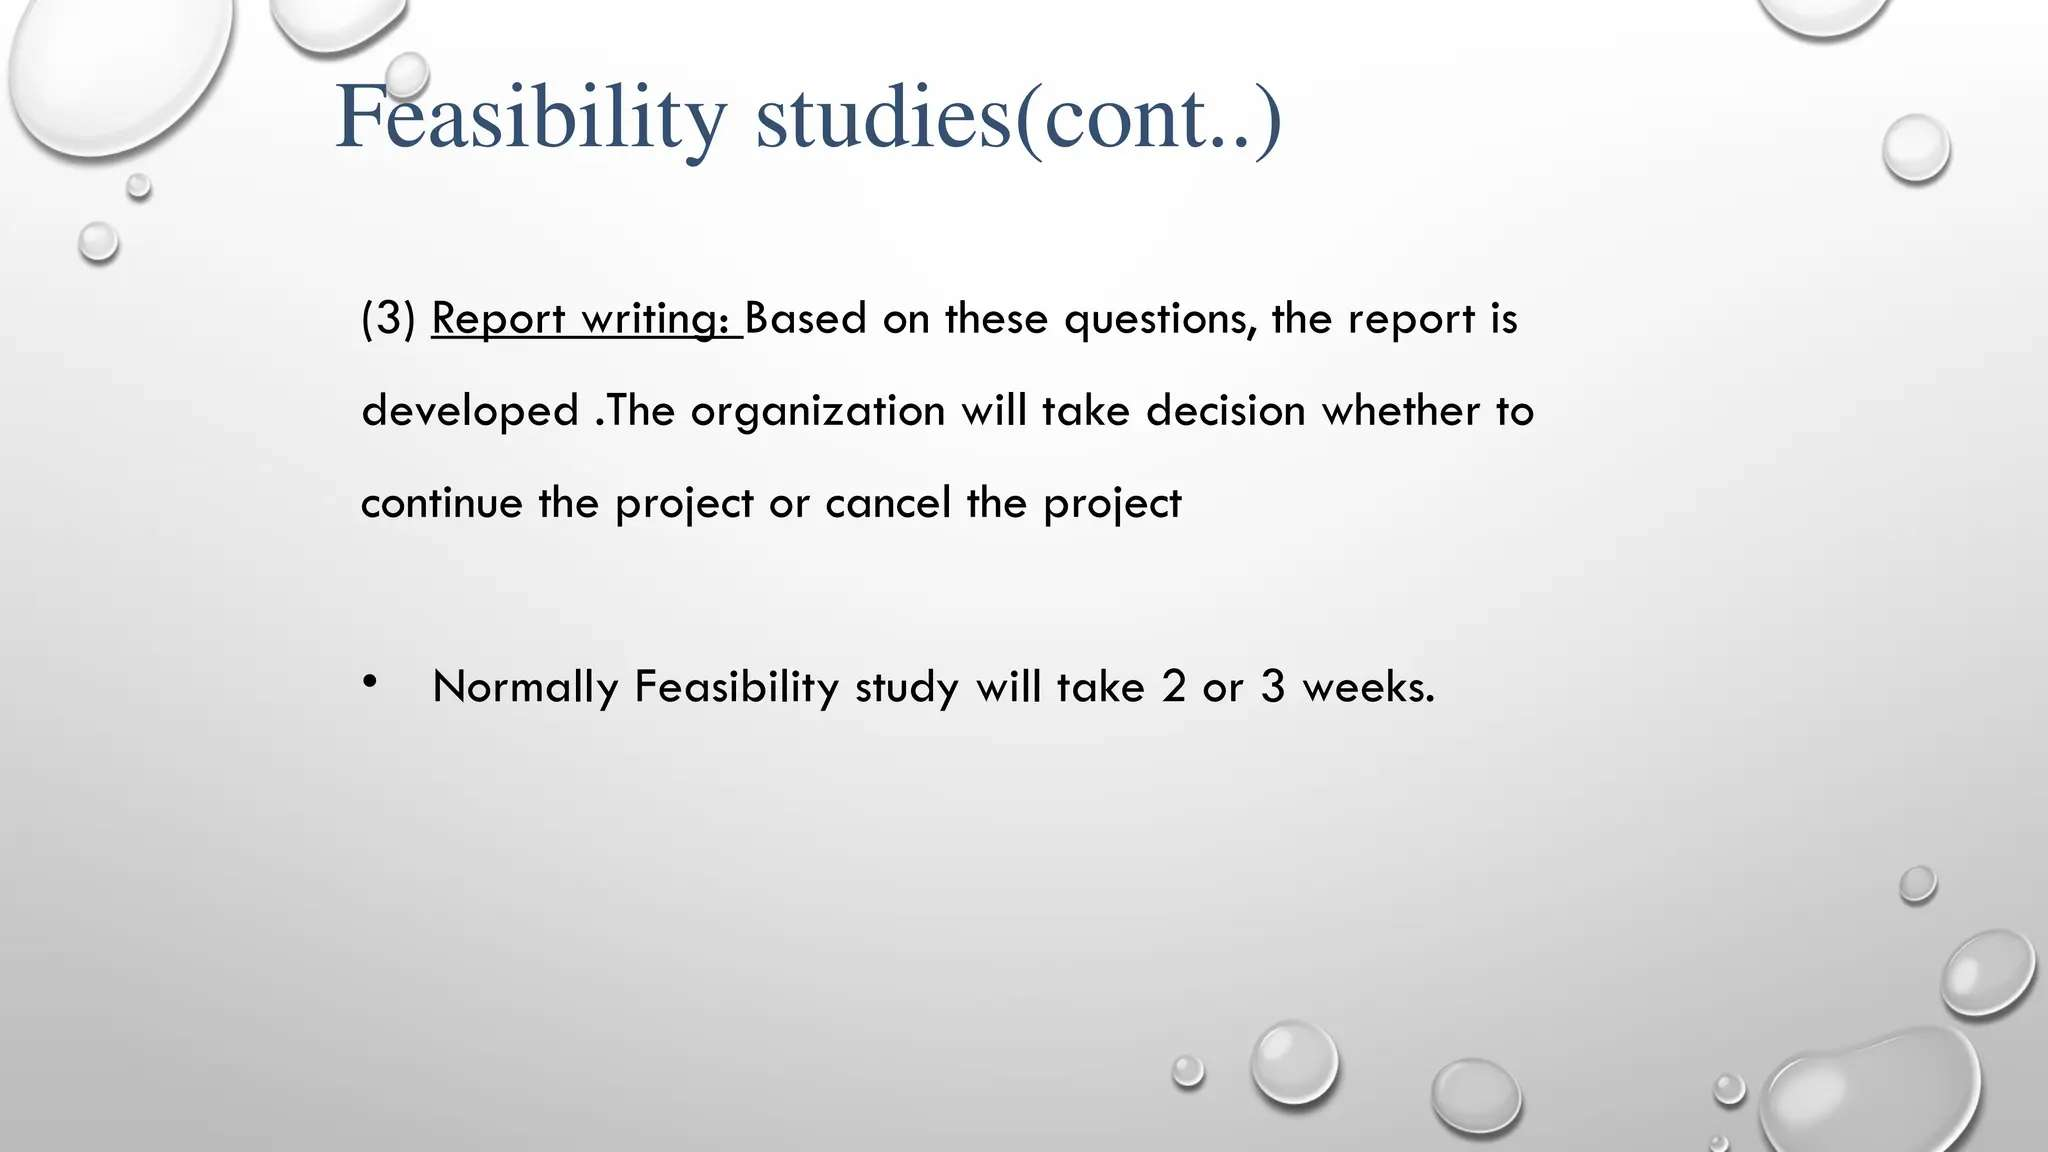 Feasibility studies(cont..)
(3) Report writing: Based on these questions, the report is
developed .The organization will take decision whether to
continue the project or cancel the project
• Normally Feasibility study will take 2 or 3 weeks.